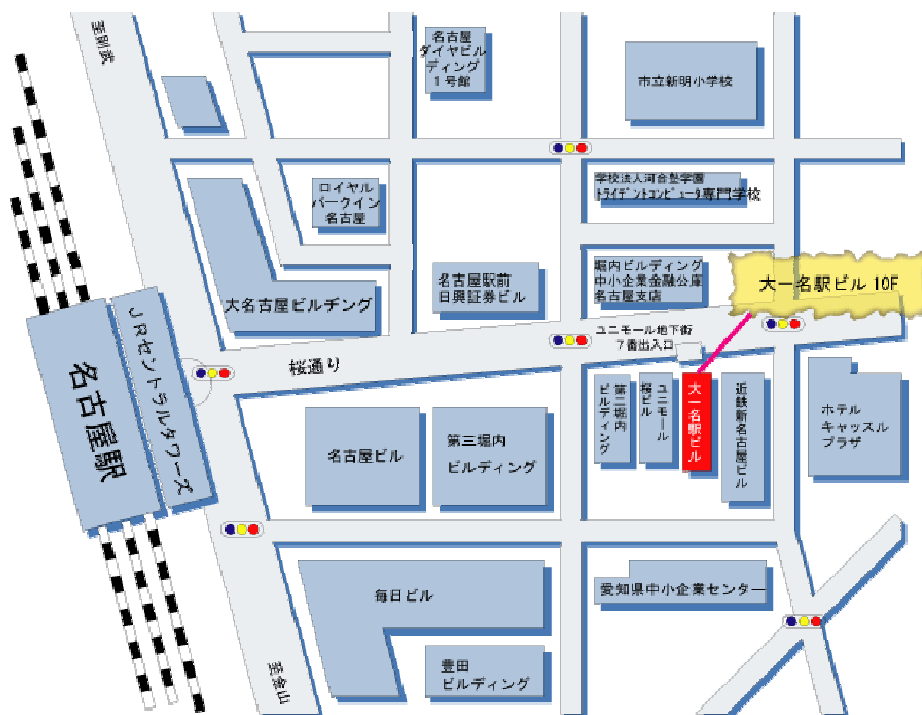 至国道
名古屋
ダイヤビル
ディング
１号館
市立新明小学校
学校法人河合塾学園
トライデントコンピュータ専門学校
ロイヤル
パークイン
名古屋
堀内ビルディング
中小企業金融公庫
名古屋支店
大一名駅ビル 10F
名古屋駅前
日興証券ビル
大名古屋ビルヂング
ユニモール地下街
７番出入口
桜通り
JRセントラルタワーズ
名古屋駅
第二堀内
ビルディング
ユニモール
桜ビル
大一名駅ビル
近鉄新名古屋ビル
ホテル
キャッスル
プラザ
名古屋ビル
第三堀内
ビルディング
毎日ビル
愛知県中小企業センター
豊田
ビルディング
至金山